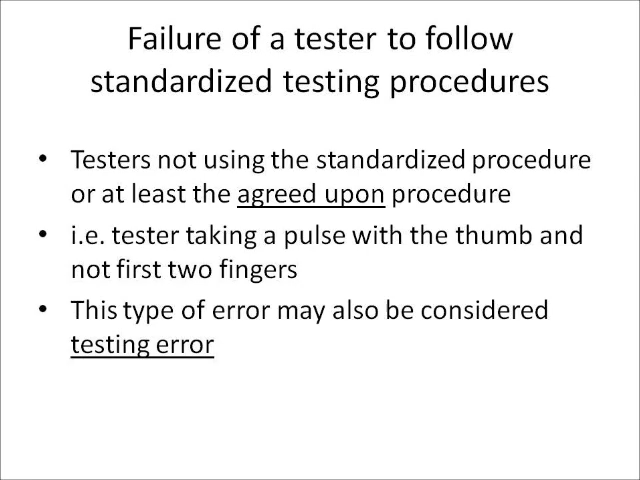 Failure of a tester to follow
standardized testing procedures
• Testers not using the standardized procedure
or at least the agreed upon procedure
• i.e. tester taking a pulse with the thumb and
not first two fingers
• This type of error may also be considered
testing error